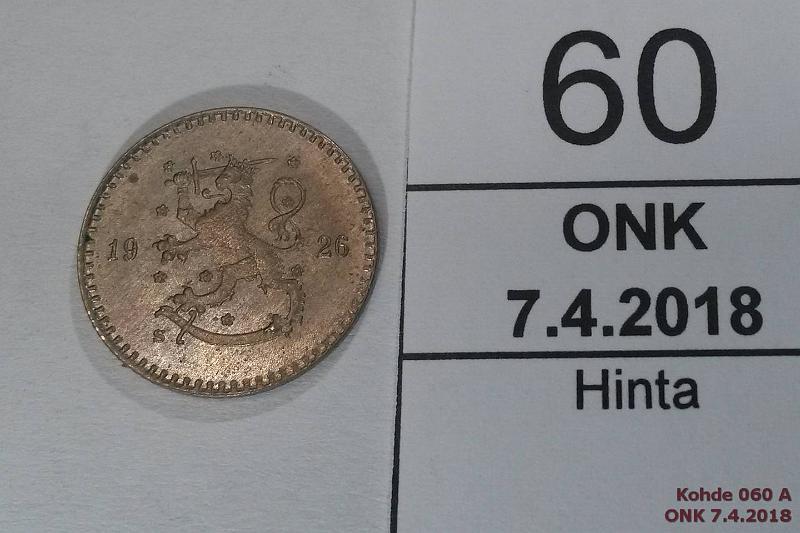 19 26
S
60
ONK
7.4.2018
Hinta
Kohde 060 A
ONK 7.4.2018